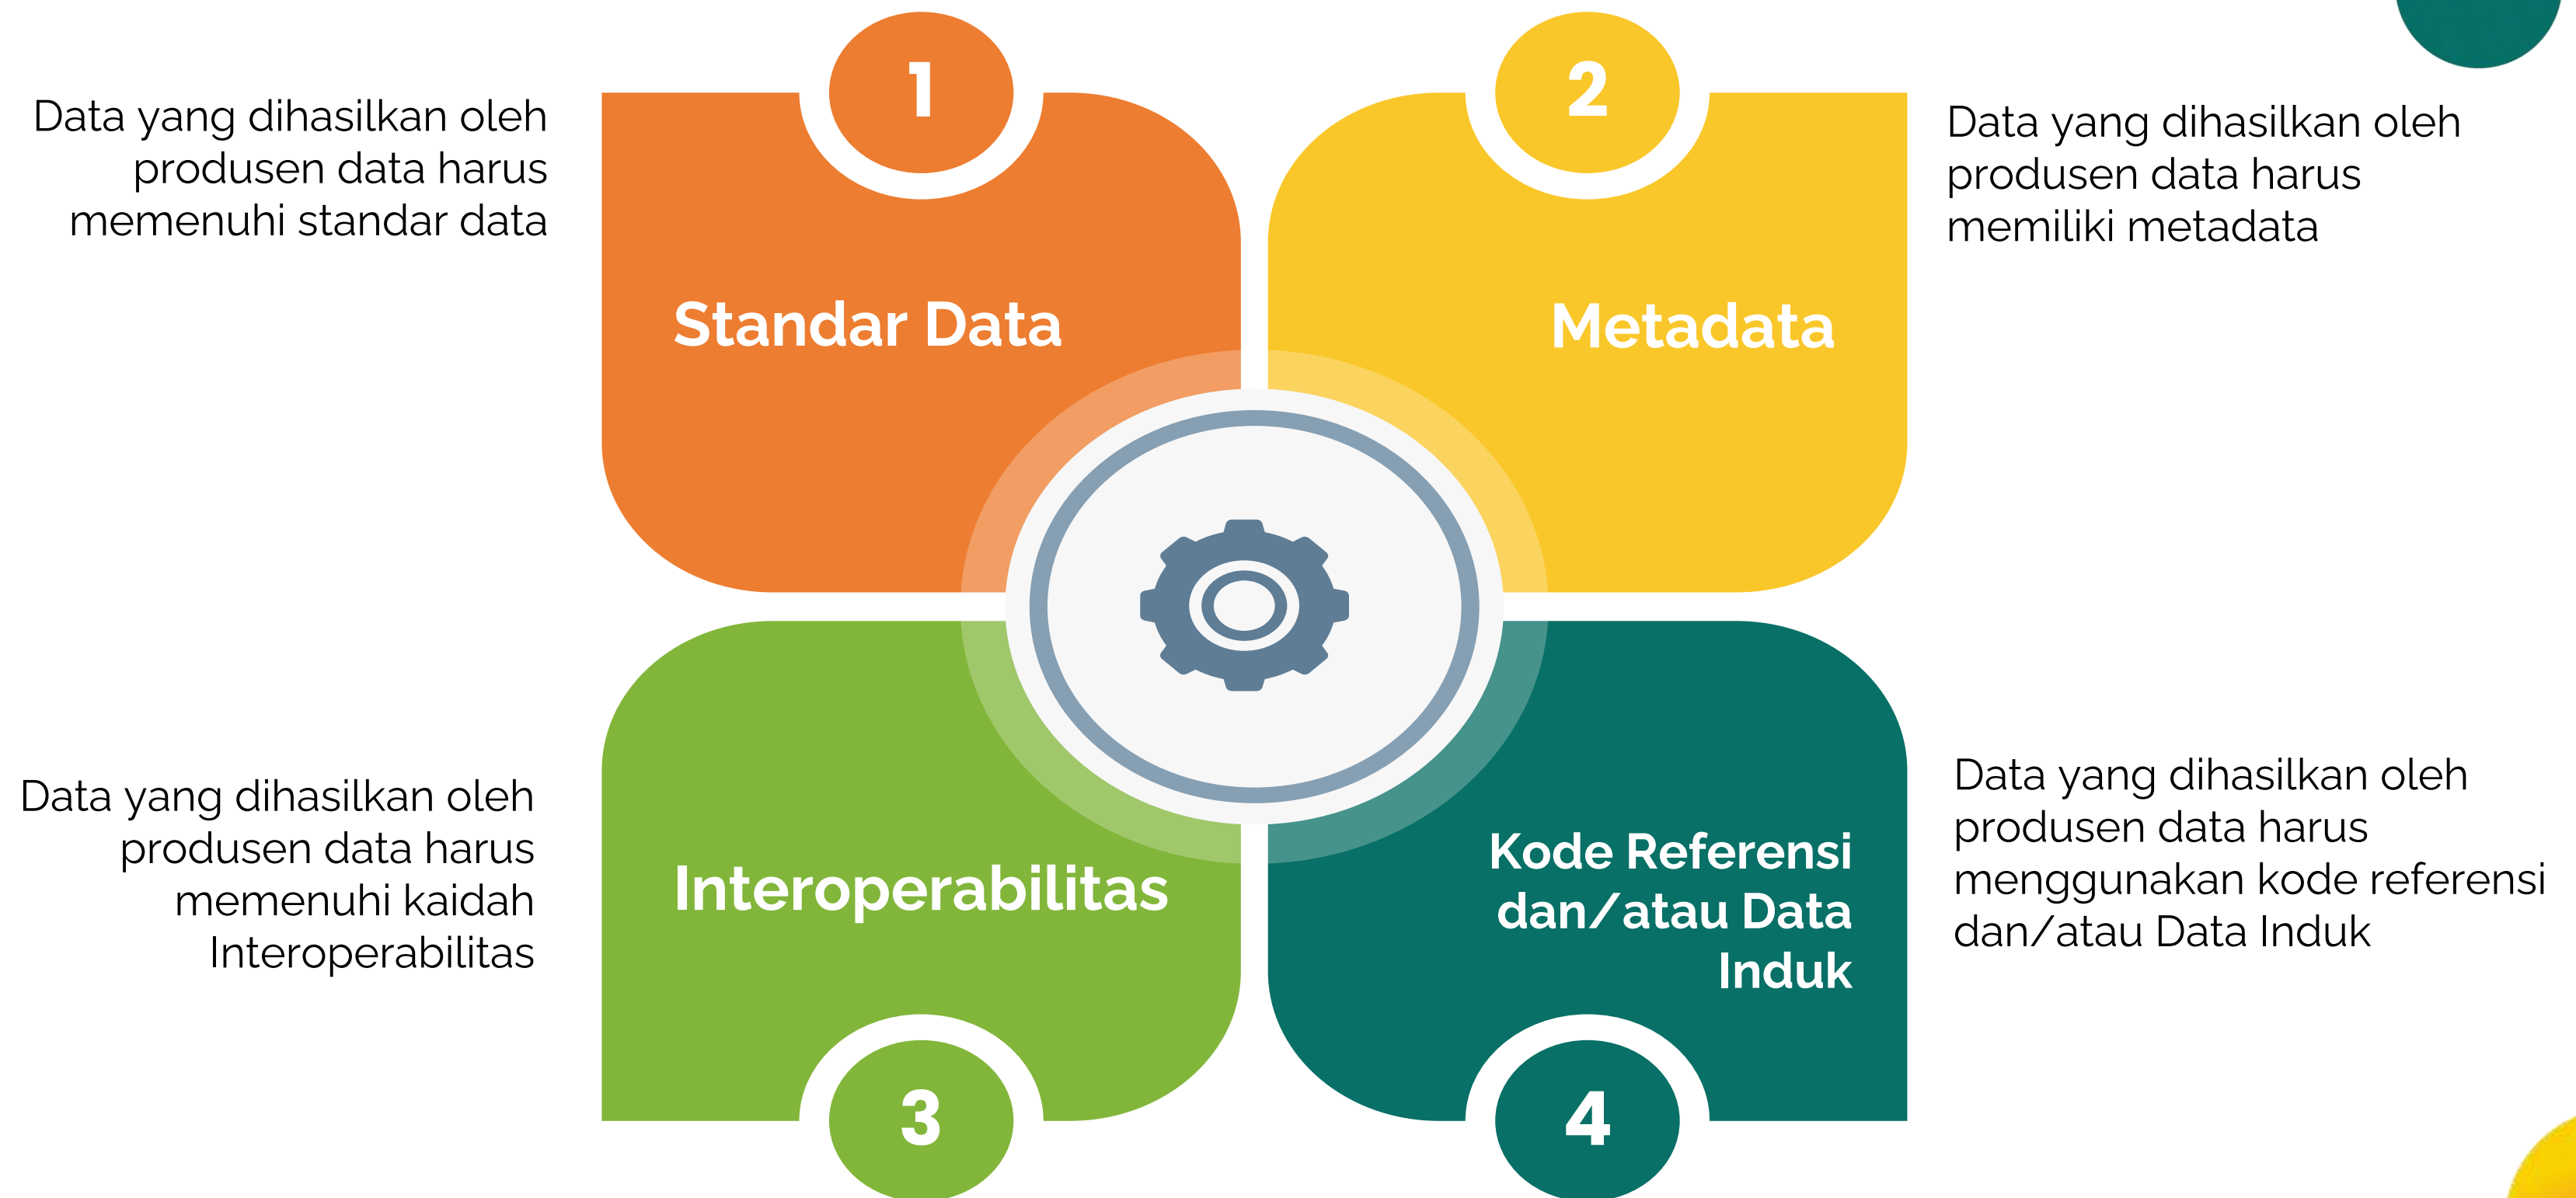 1
Data yang dihasilkan oleh
produsen data harus
memenuhi standar data
Standar Data
2
Metadata
Data yang dihasilkan oleh
produsen data harus
memiliki metadata
Data yang dihasilkan oleh
produsen data harus
memenuhi kaidah
Interoperabilitas
Interoperabilitas
3
Kode Referensi
dan/atau Data
Induk
4
Data yang dihasilkan oleh
produsen data harus
menggunakan kode referensi
dan/atau Data Induk